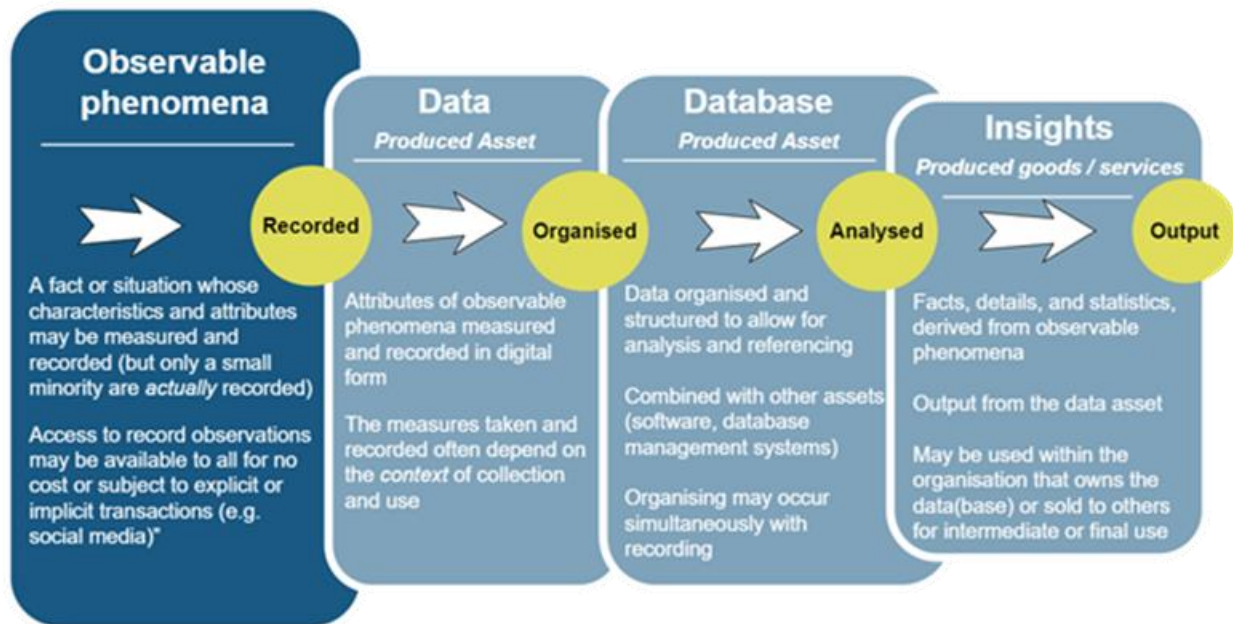 Observable
phenomena
Recorded
A fact or situation whose
characteristics and attributes
may be measured and
recorded (but only a small
minority are actually recorded)
Access to record observations
may be available to all for no
cost or subject to explicit or
implicit transactions (e.g.
social media)"
Data
Produced Asset
Organised
Attributes of observable
phenomena measured
and recorded in digital
form
The measures taken and
recorded often depend on
the context of collection
and use
Database
Produced Asset
Analysed
Data organised and
structured to allow for
analysis and referencing
Combined with other assets
(software, database
management systems)
Organising may occur
simultaneously with
recording
Insights
Produced goods / services
Output
Facts, details, and statistics,
derived from observable
phenomena
Output from the data asset
May be used within the
organisation that owns the
data(base) or sold to others
for intermediate or final use